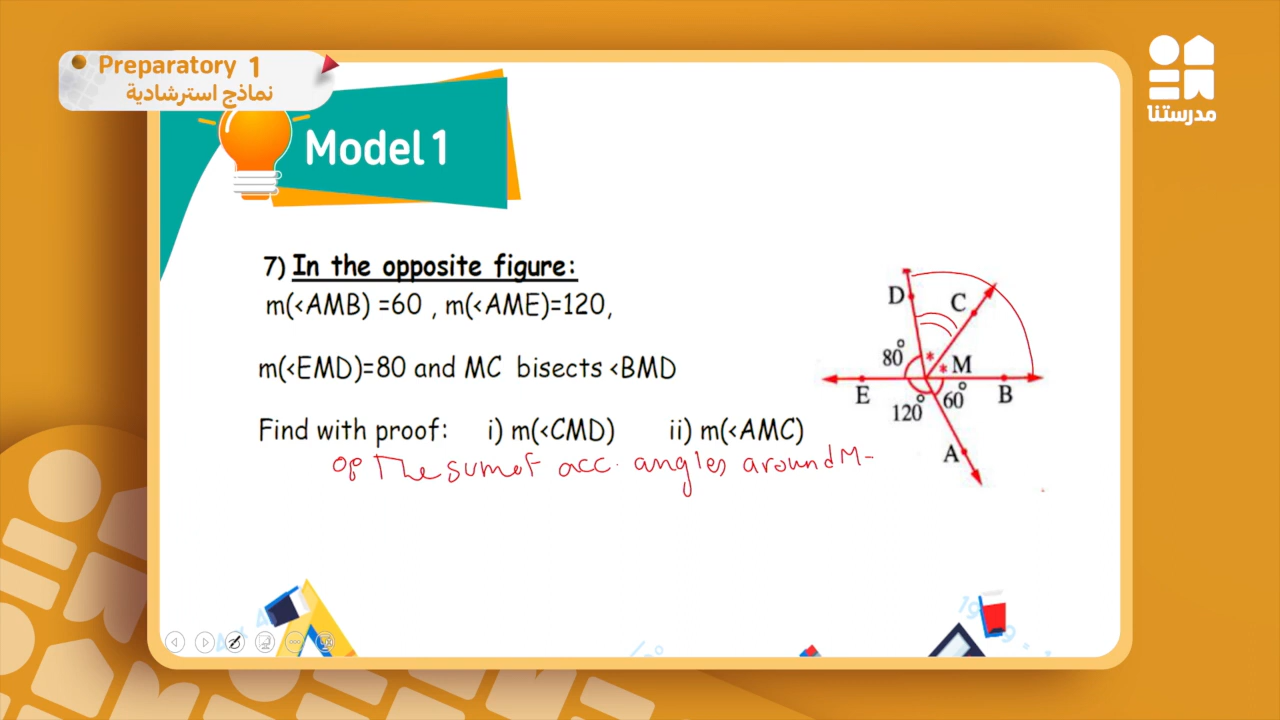 Preparatory 1
نماذج استرشادية
مدرستنا
Model 1
7) In the opposite figure:
m(<AMB) =60 , m(<AME)=120,
m(<EMD)=80 and MC bisects <BMD
Find with proof: i) m(<CMD) ii) m(<AMC)
The sum of acc. angles around M
D
C
80°
*
*
M
E
120°
60°
B
A